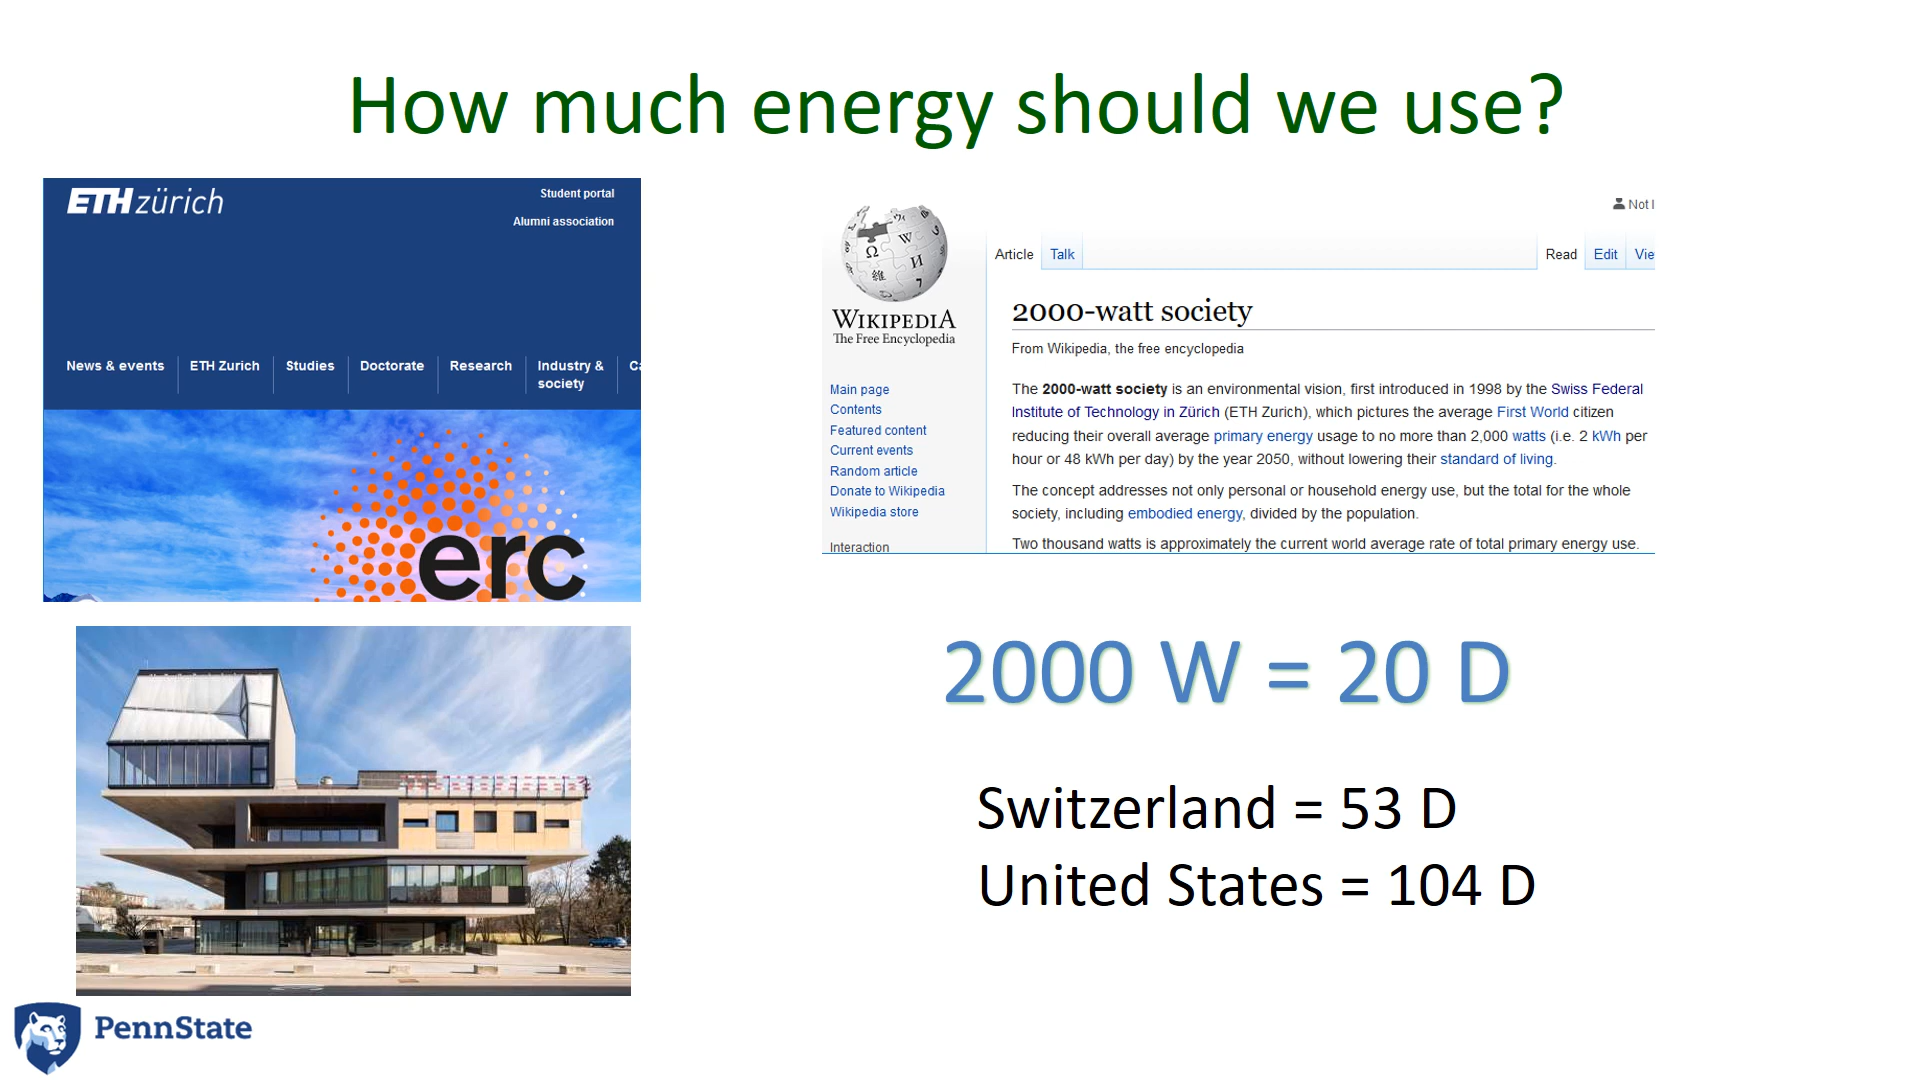 How much energy should we use?
ETH zürich
Student portal
Alumni association
News & events
ETH Zurich
Studies
Doctorate
Research
Industry & society
erc
Not l
Article
Talk
Read
Edit
Vie
WIKIPEDIA
The Free Encyclopedia
Main page
Contents
Featured content
Current events
Random article
Donate to Wikipedia
Wikipedia store
Interaction
2000-watt society
From Wikipedia, the free encyclopedia
The 2000-watt society is an environmental vision, first introduced in 1998 by the Swiss Federal
Institute of Technology in Zürich (ETH Zurich), which pictures the average First World citizen
reducing their overall average primary energy usage to no more than 2,000 watts (i.e. 2 kWh per
hour or 48 kWh per day) by the year 2050, without lowering their standard of living.
The concept addresses not only personal or household energy use, but the total for the whole
society, including embodied energy, divided by the population.
Two thousand watts is approximately the current world average rate of total primary energy use.
2000 W = 20 D
Switzerland = 53 D
United States = 104 D
PennState